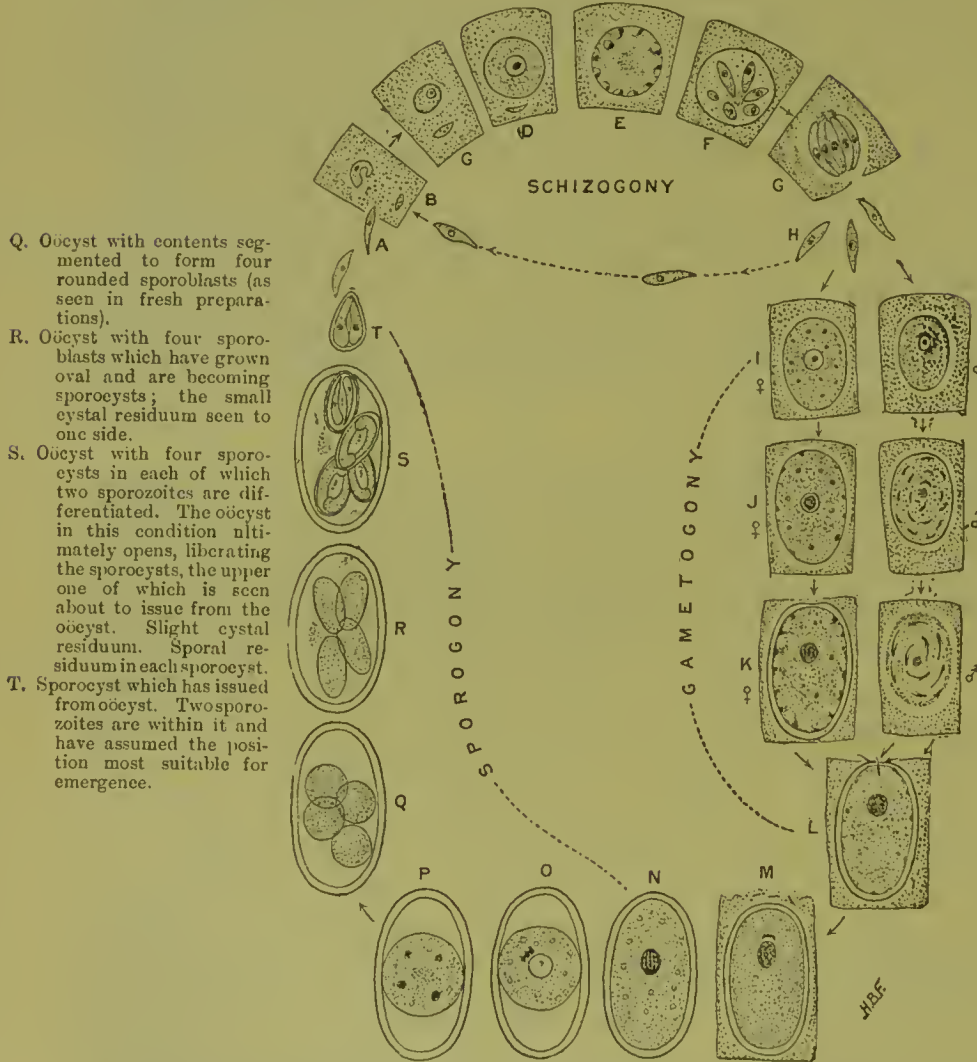 Q. Oöcyst with contents seg-
mented to form four
rounded sporoblasts (as
seen in fresh prepara-
tions).
R. Oöcyst with four sporo-
blasts which have grown
oval and are becoming
sporocysts; the small
cystal residuum seen to
one side.
S. Oöcyst with four sporo-
cysts in each of which
two sporozoites are dif-
ferentiated. The oöcyst
in this condition ulti-
mately opens, liberating
the sporocysts, the upper
one of which is seen
about to issue from the
oöcyst. Slight cystal
residuum. Sporal re-
siduum in each sporocyst.
T. Sporocyst which has issued
from oöcyst. Two sporo-
zoites are within it and
have assumed the posi-
tion most suitable for
emergence.
SCHIZOGONY
SPOROGONY
GAMETOGONY
A
B
G
D
E
F
G
H
I
♀
J
♀
♂
K
♀
♂
L
M
N
O
P
Q
R
S
T
H.B.F.